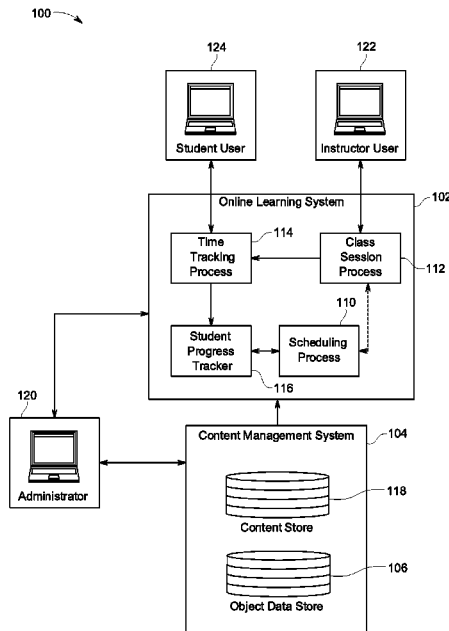 100
124
122
Student User
Instructor User
Online Learning System
102
Time
Tracking
Process
114
Class
Session
Process
112
110
Student
Progress
Tracker
Scheduling
Process
116
120
Administrator
Content Management System
104
118
Content Store
106
Object Data Store